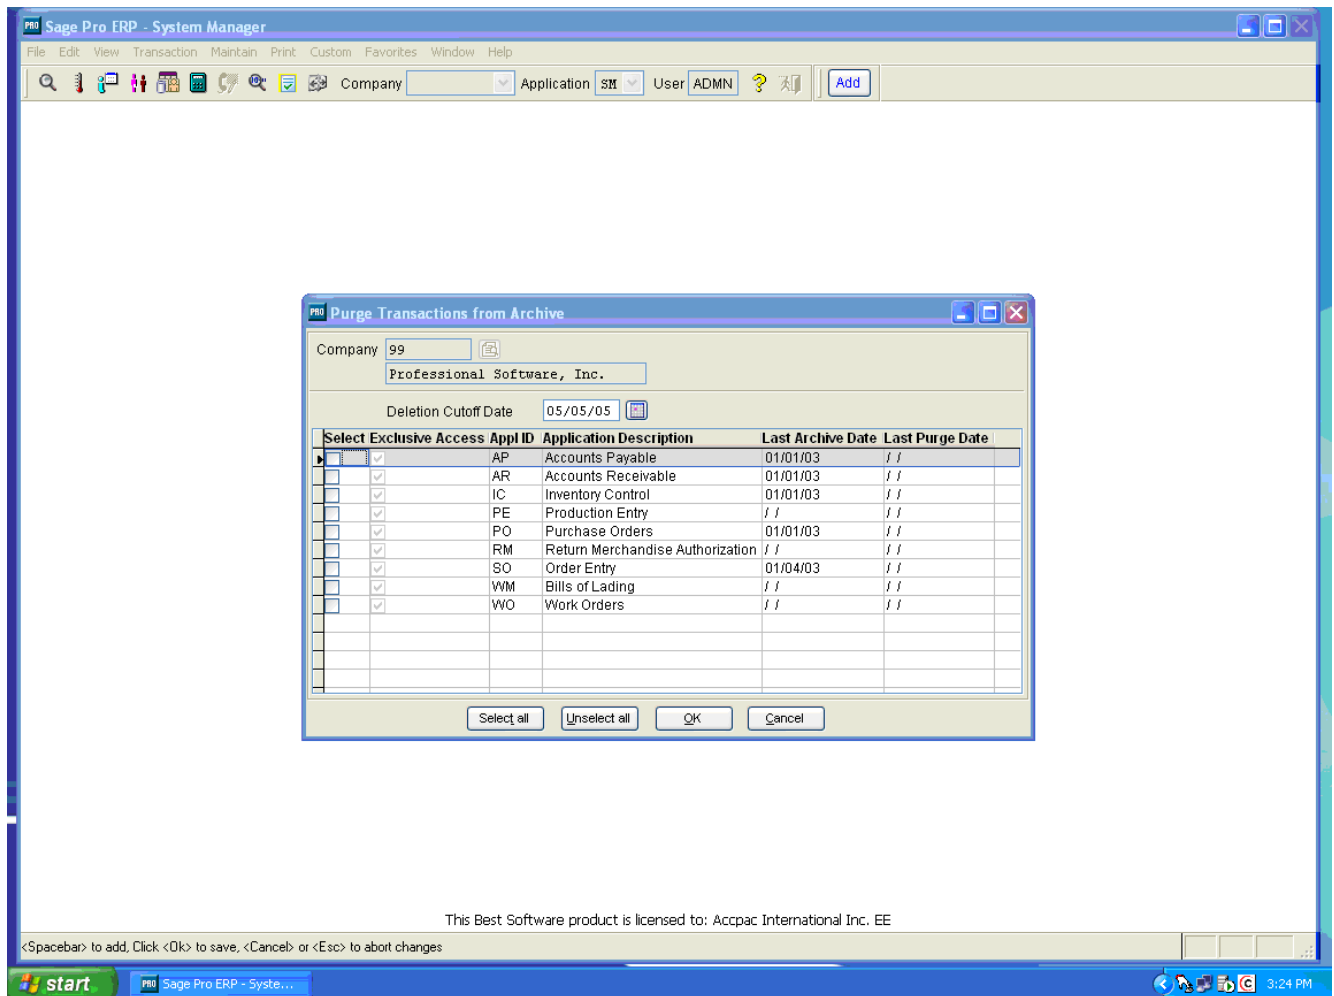 PRO Sage Pro ERP - System Manager
File Edit View Transaction Maintain Print Custom Favorites Window Help
Company Application SM User ADMN Add
PRO Purge Transactions from Archive
Company 99
Professional Software, Inc.
Deletion Cutoff Date 05/05/05
Select Exclusive Access Appl ID Application Description Last Archive Date Last Purge Date
AP Accounts Payable 01/01/03 / /
AR Accounts Receivable 01/01/03 / /
IC Inventory Control 01/01/03 / /
PE Production Entry / / / /
PO Purchase Orders 01/01/03 / /
RM Return Merchandise Authorization / / / /
SO Order Entry 01/04/03 / /
WM Bills of Lading / / / /
WO Work Orders / / / /
Select all Unselect all OK Cancel
This Best Software product is licensed to: Accpac International Inc. EE
<Spacebar> to add, Click <Ok> to save, <Cancel> or <Esc> to abort changes
start PRO Sage Pro ERP - Syste... 3:24 PM